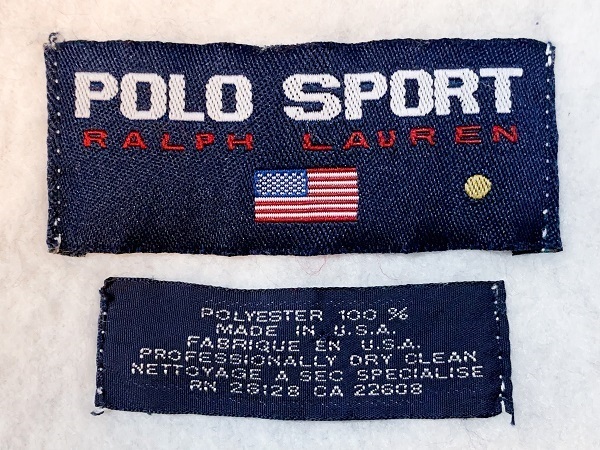 POLO SPORT
RALPH LAUREN
POLYESTER 100 %
MADE IN U.S.A.
FABRIQUE EN U.S.A.
PROFESSIONALLY DRY CLEAN
NETTOYAGE A SEC SPECIALISE
RN 26128 CA 22608